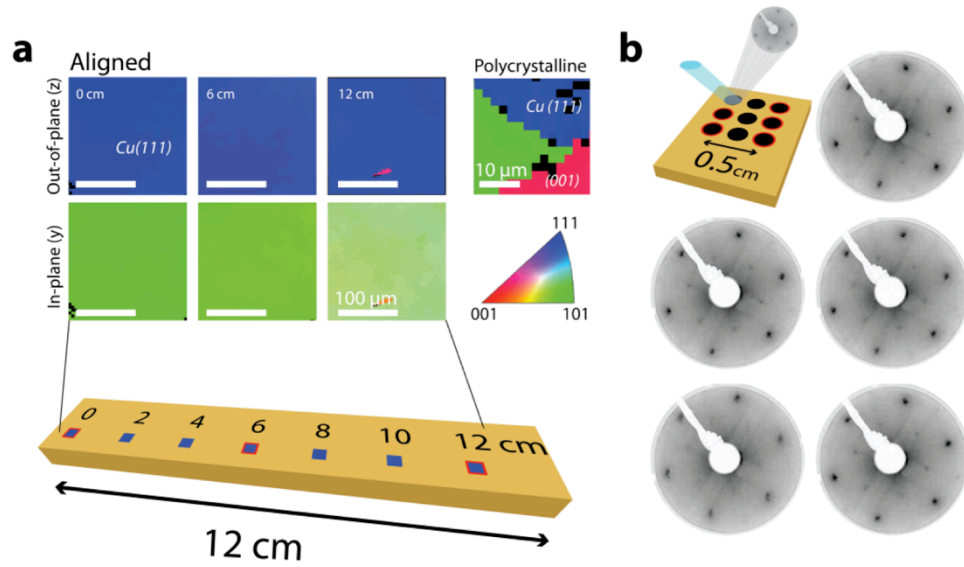 a
Aligned
Out-of-plane (z)
0 cm
Cu(111)
6 cm
12 cm
Polycrystalline
Cu (111)
10 µm
(001)
In-plane (y)
100 µm
111
001
101
0
2
4
6
8
10
12 cm
12 cm
b
0.5cm